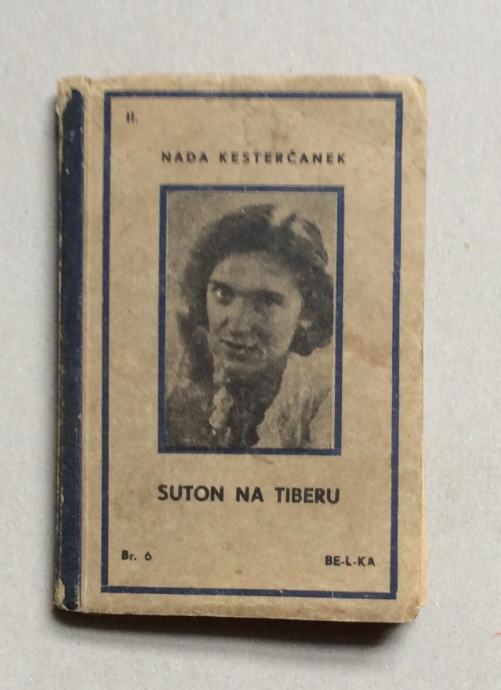 II.
NADA KESTERČANEK
SUTON NA TIBERU
Br. 6
BE-L-KA